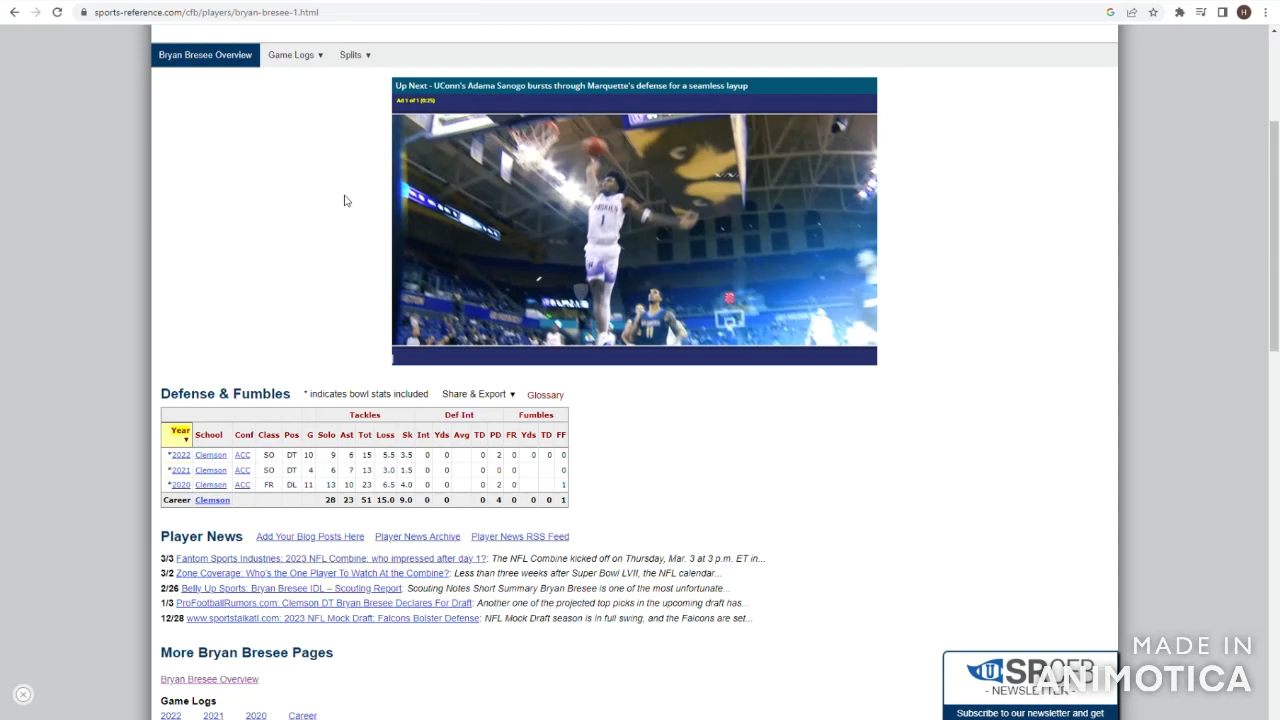 sports-reference.com/cfb/players/bryan-bresee-1.html
H
Bryan Bresee Overview Game Logs ▼ Splits ▼
Up Next - UConn's Adama Sanogo bursts through Marquette's defense for a seamless layup
Ad 1 of 1 (0:25)
1
11
Defense & Fumbles * indicates bowl stats included Share & Export ▼ Glossary
Tackles Def Int Fumbles
Year ▼ School Conf Class Pos G Solo Ast Tot Loss Sk Int Yds Avg TD PD FR Yds TD FF
*2022 Clemson ACC SO DT 10 9 6 15 5.5 3.5 0 0 0 2 0 0 0 0
*2021 Clemson ACC SO DT 4 6 7 13 3.0 1.5 0 0 0 0 0 0
*2020 Clemson ACC FR DL 11 13 10 23 6.5 4.0 0 0 0 2 0 1
Career Clemson 28 23 51 15.0 9.0 0 0 0 4 0 0 0 1
Player News Add Your Blog Posts Here Player News Archive Player News RSS Feed
3/3 Fantom Sports Industries: 2023 NFL Combine: who impressed after day 1?: The NFL Combine kicked off on Thursday, Mar. 3 at 3 p.m. ET in...
3/2 Zone Coverage: Who's the One Player To Watch At the Combine?: Less than three weeks after Super Bowl LVII, the NFL calendar...
2/26 Belly Up Sports: Bryan Bresee IDL – Scouting Report: Scouting Notes Short Summary Bryan Bresee is one of the most unfortunate...
1/3 ProFootballRumors.com: Clemson DT Bryan Bresee Declares For Draft: Another one of the projected top picks in the upcoming draft has...
12/28 www.sportstalkatl.com: 2023 NFL Mock Draft: Falcons Bolster Defense: NFL Mock Draft season is in full swing, and the Falcons are set...
More Bryan Bresee Pages
Bryan Bresee Overview
Game Logs
2022 2021 2020 Career
U SR CFB
- NEWSLETTER -
Subscribe to our newsletter and get
MADE IN
ANIMOTICA